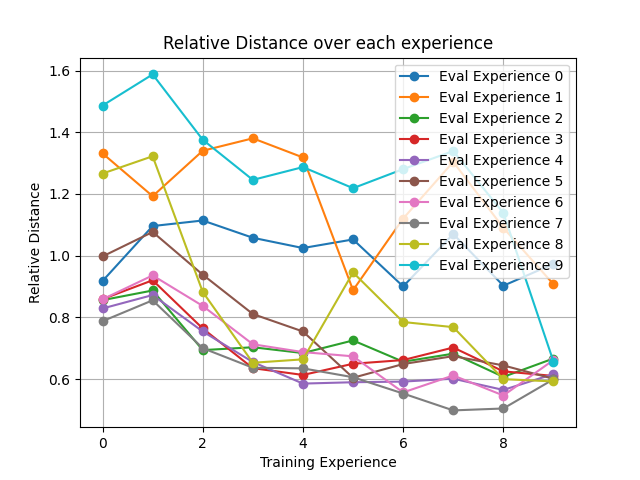 Relative Distance over each experience
Relative Distance
1.6
1.4
1.2
1.0
0.8
0.6
0
2
4
6
8
Training Experience
Eval Experience 0
Eval Experience 1
Eval Experience 2
Eval Experience 3
Eval Experience 4
Eval Experience 5
Eval Experience 6
Eval Experience 7
Eval Experience 8
Eval Experience 9